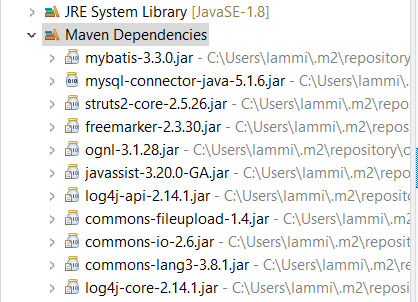 JRE System Library [JavaSE-1.8]
Maven Dependencies
mybatis-3.3.0.jar - C:\Users\lammi\.m2\repository
mysql-connector-java-5.1.6.jar - C:\Users\lammi\
struts2-core-2.5.26.jar - C:\Users\lammi\.m2\repo
freemarker-2.3.30.jar - C:\Users\lammi\.m2\repos
ognl-3.1.28.jar - C:\Users\lammi\.m2\repository\o
javassist-3.20.0-GA.jar - C:\Users\lammi\.m2\repo
log4j-api-2.14.1.jar - C:\Users\lammi\.m2\reposito
commons-fileupload-1.4.jar - C:\Users\lammi\.m2
commons-io-2.6.jar - C:\Users\lammi\.m2\reposito
commons-lang3-3.8.1.jar - C:\Users\lammi\.m2\re
log4j-core-2.14.1.jar - C:\Users\lammi\.m2\reposi